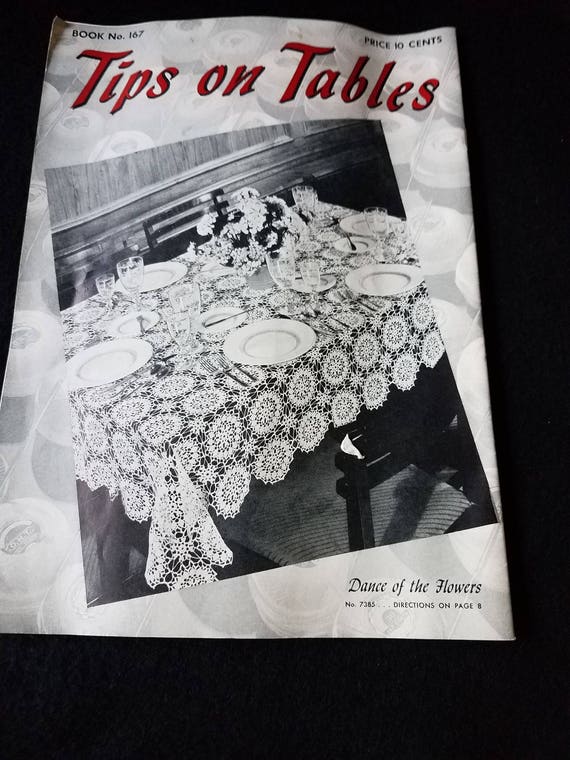 BOOK No. 167
PRICE 10 CENTS
Tips on Tables
Dance of the Flowers
No. 7385 . . . DIRECTIONS ON PAGE 8